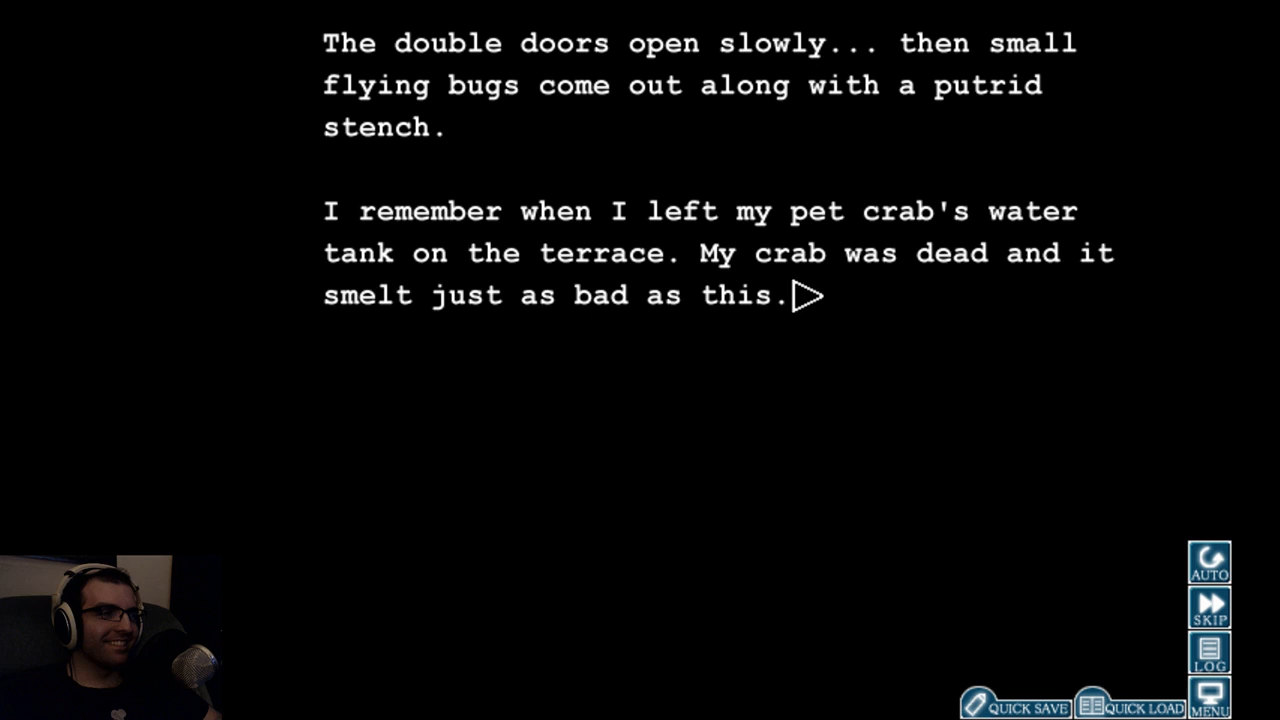 The double doors open slowly... then small
flying bugs come out along with a putrid
stench.
I remember when I left my pet crab's water
tank on the terrace. My crab was dead and it
smelt just as bad as this.
AUTO
SKIP
LOG
QUICK SAVE
QUICK LOAD
MENU